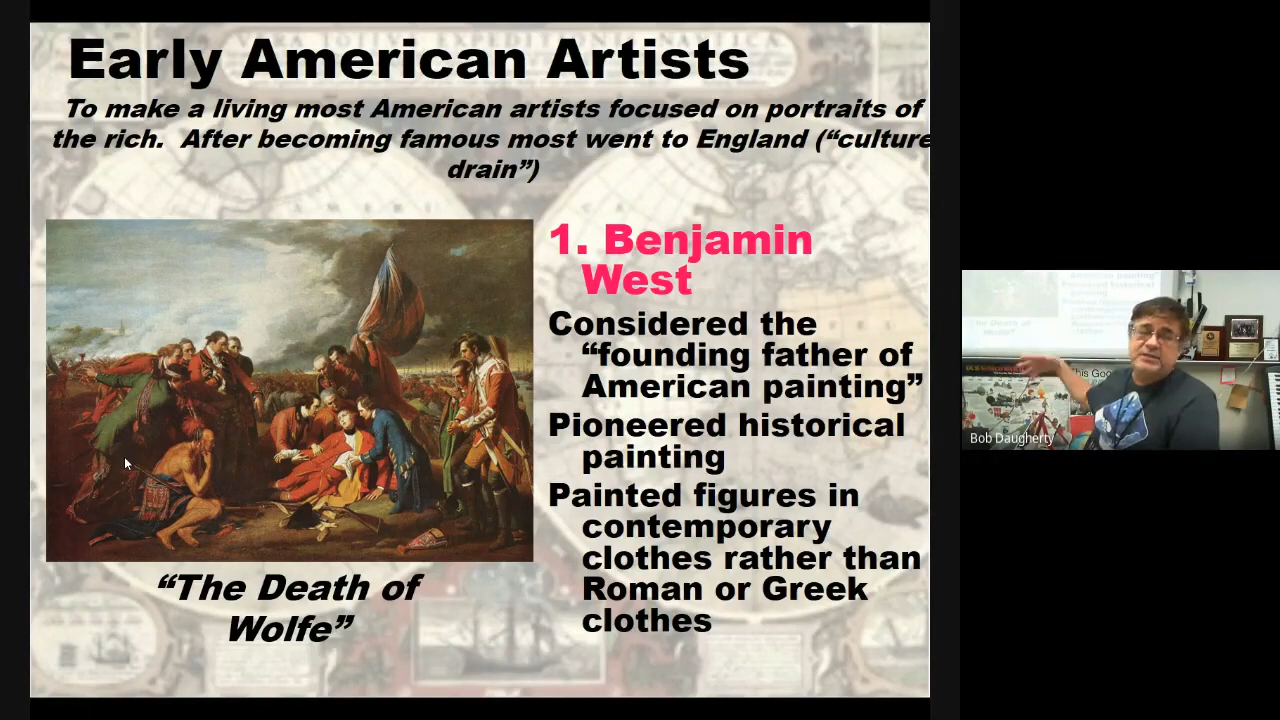 Early American Artists
To make a living most American artists focused on portraits of
the rich.  After becoming famous most went to England (“culture
drain”)
1. Benjamin
West
Considered the
“founding father of
American painting”
Pioneered historical
painting
Painted figures in
contemporary
clothes rather than
Roman or Greek
clothes
“The Death of
Wolfe”
This Goo
Bob Daugherty